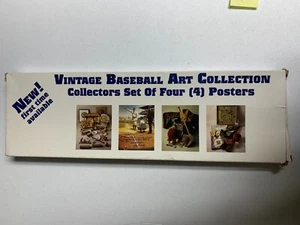 New!
first time
available
VINTAGE BASEBALL ART COLLECTION
Collectors Set Of Four (4) Posters